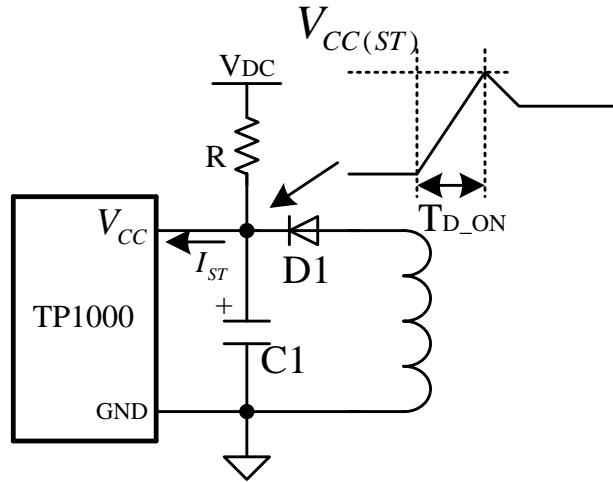 VCC(ST)
VDC
R
TD_ON
VCC
IST
D1
+
TP1000
C1
GND